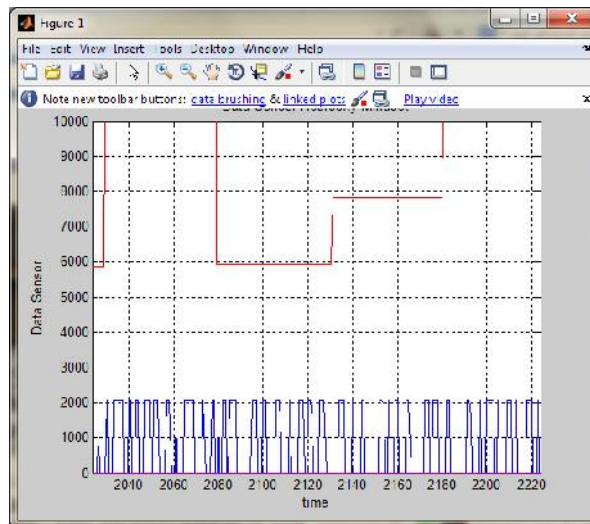 Figure 1
File Edit View Insert Tools Desktop Window Help
Note new toolbar buttons: data brushing & linked plots Play video
Data Sensor
10000
9000
8000
7000
6000
5000
4000
3000
2000
1000
0
Data Sensor
2040 2060 2080 2100 2120 2140 2160 2180 2200 2220
time